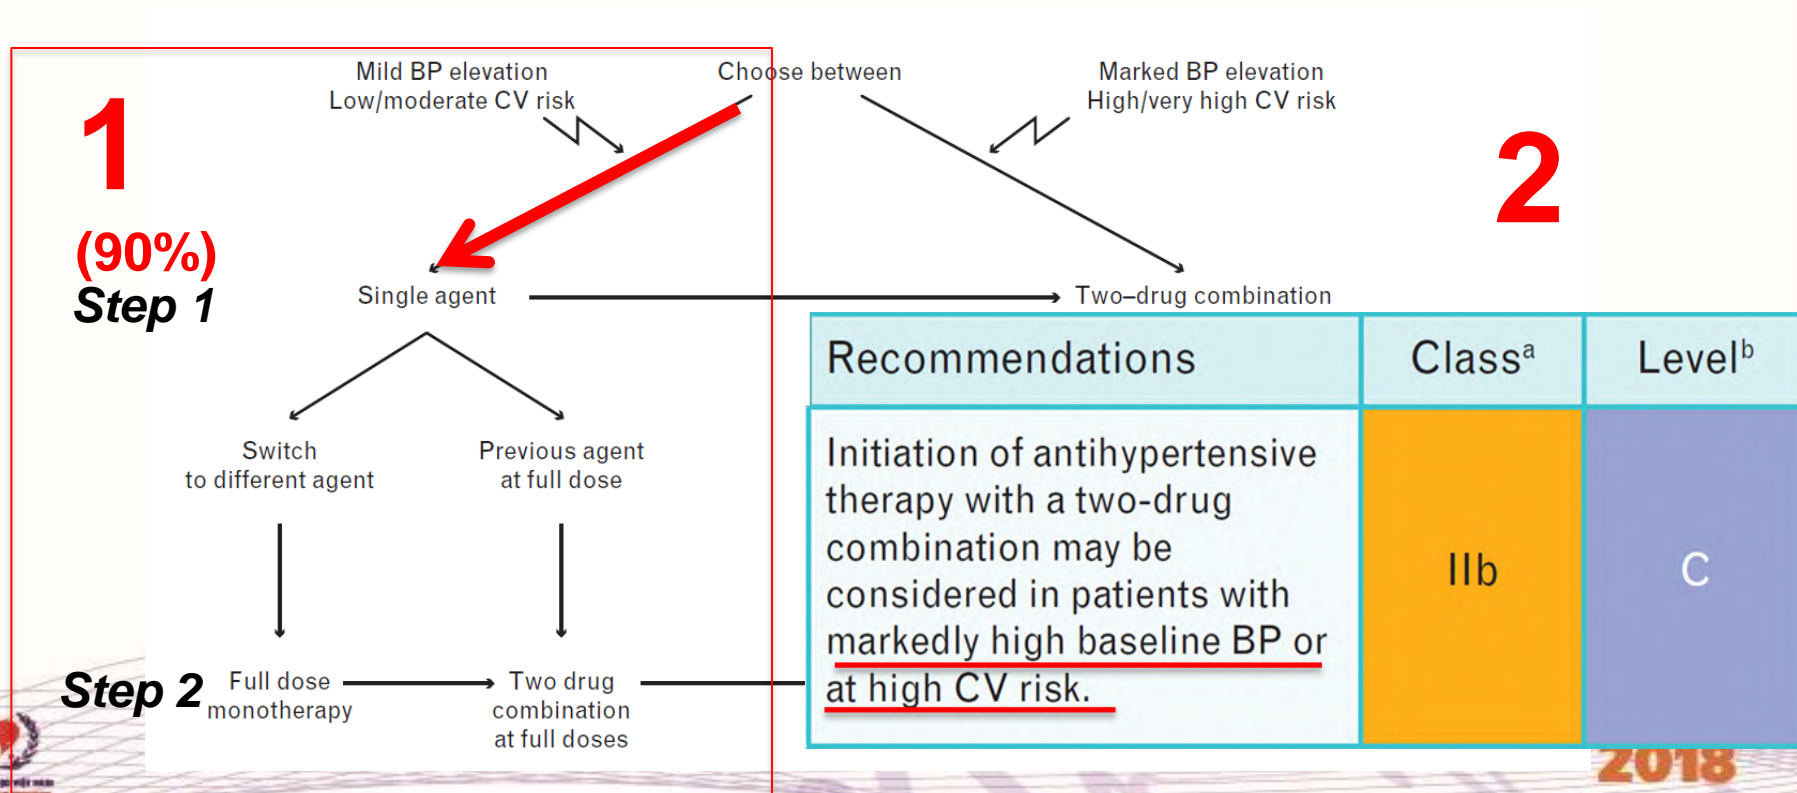 Mild BP elevation
Low/moderate CV risk
Choose between
Marked BP elevation
High/very high CV risk
1
(90%)
2
Step 1
Single agent
Two–drug combination
Switch
to different agent
Previous agent
at full dose
Step 2
Full dose
monotherapy
Two drug
combination
at full doses
Recommendations
Classᵃ
Levelᵇ
Initiation of antihypertensive
therapy with a two-drug
combination may be
considered in patients with
markedly high baseline BP or
at high CV risk.
IIb
C
VIỆT NAM
2018